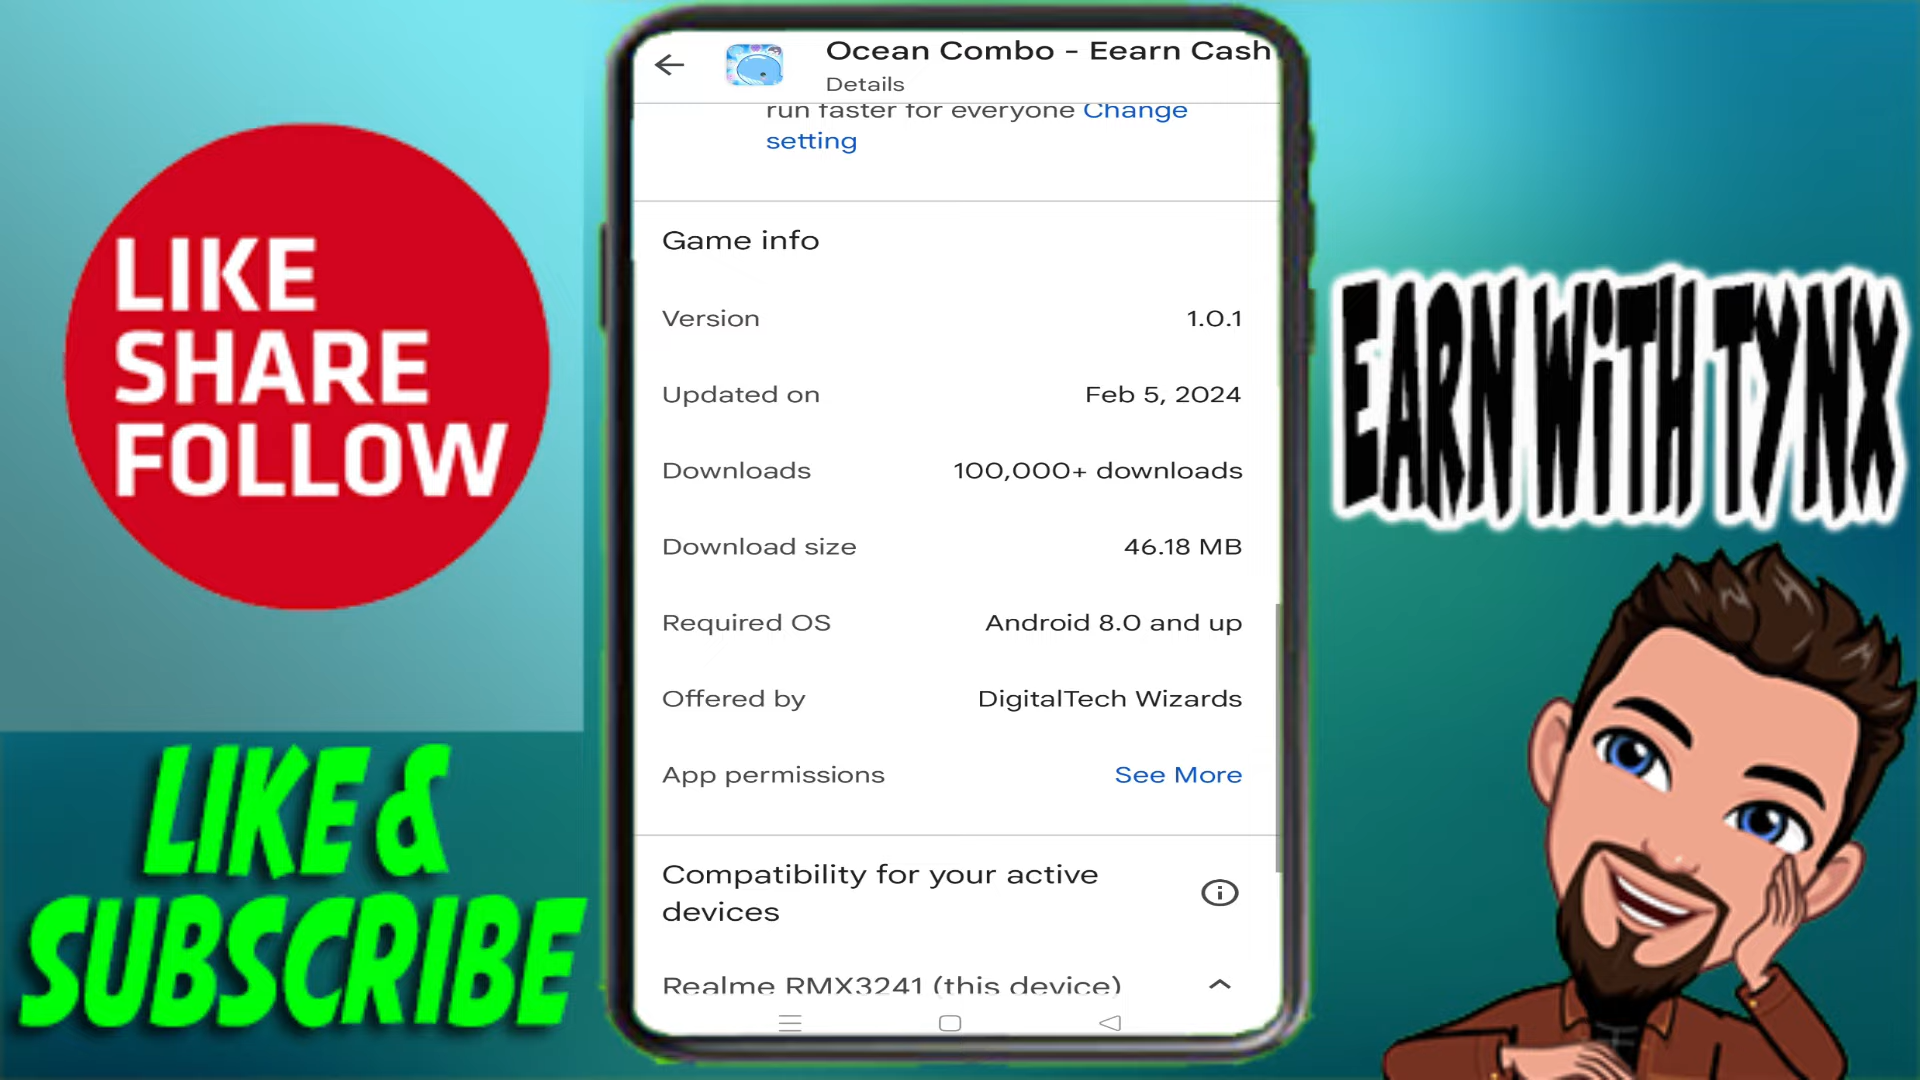 LIKE
SHARE
FOLLOW
LIKE &
SUBSCRIBE
Ocean Combo - Eearn Cash
Details
run faster for everyone Change
setting
Game info
Version 1.0.1
Updated on Feb 5, 2024
Downloads 100,000+ downloads
Download size 46.18 MB
Required OS Android 8.0 and up
Offered by DigitalTech Wizards
App permissions See More
Compatibility for your active
devices
Realme RMX3241 (this device)
EARN WiTH TYNX